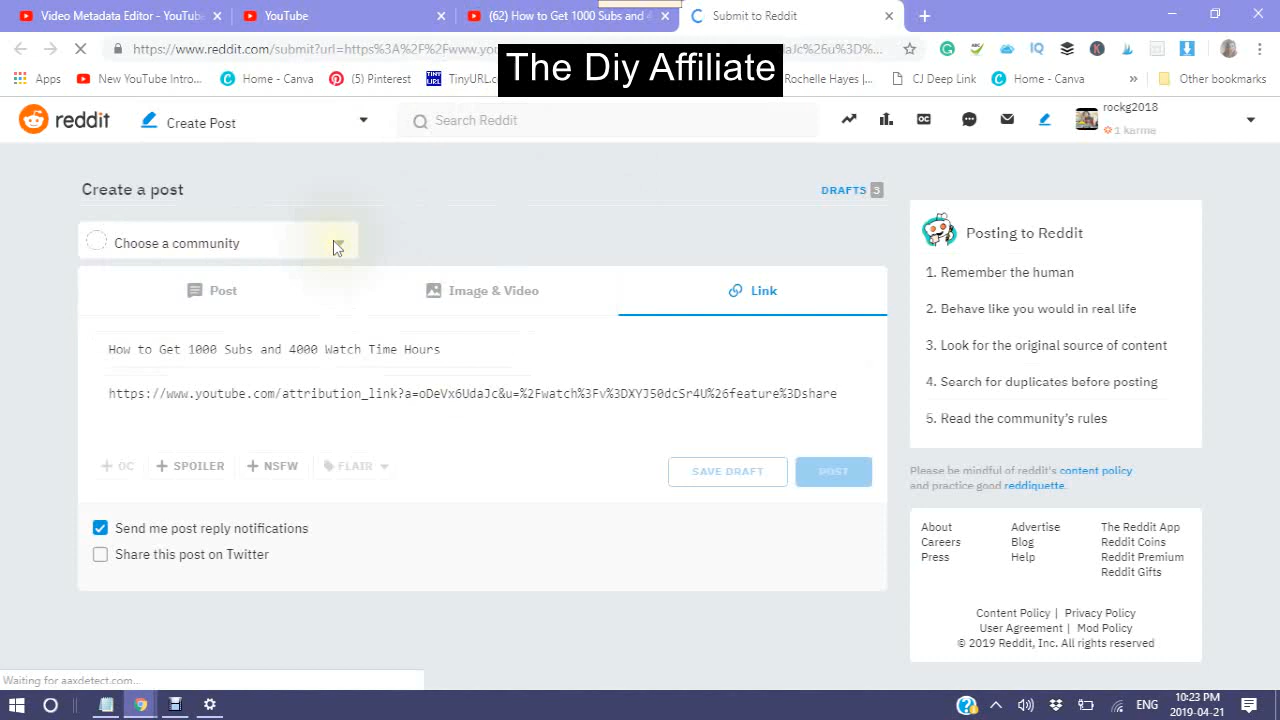 Video Metadata Editor - YouTub
YouTube
(62) How to Get 1000 Subs and 4
Submit to Reddit
https://www.reddit.com/submit?url=https%3A%2F%2Fwww.yo
aJc%26u%3D%...
Apps
New YouTube Intro...
Home - Canva
(5) Pinterest
TinyURL.c
Rochelle Hayes |...
CJ Deep Link
Home - Canva
»
Other bookmarks
The Diy Affiliate
reddit
Create Post
Search Reddit
rockg2018
1 karma
Create a post
DRAFTS 3
Choose a community
Post
Image & Video
Link
How to Get 1000 Subs and 4000 Watch Time Hours
https://www.youtube.com/attribution_link?a=oDeVx6UdaJc&u=%2Fwatch%3Fv%3DXYJ50dcSr4U%26feature%3Dshare
+ OC
+ SPOILER
+ NSFW
FLAIR
SAVE DRAFT
POST
Send me post reply notifications
Share this post on Twitter
Posting to Reddit
1. Remember the human
2. Behave like you would in real life
3. Look for the original source of content
4. Search for duplicates before posting
5. Read the community's rules
Please be mindful of reddit's content policy
and practice good reddiquette.
About
Advertise
The Reddit App
Careers
Blog
Reddit Coins
Press
Help
Reddit Premium
Reddit Gifts
Content Policy | Privacy Policy
User Agreement | Mod Policy
© 2019 Reddit, Inc. All rights reserved
Waiting for aaxdetect.com...
ENG
10:23 PM
2019-04-21